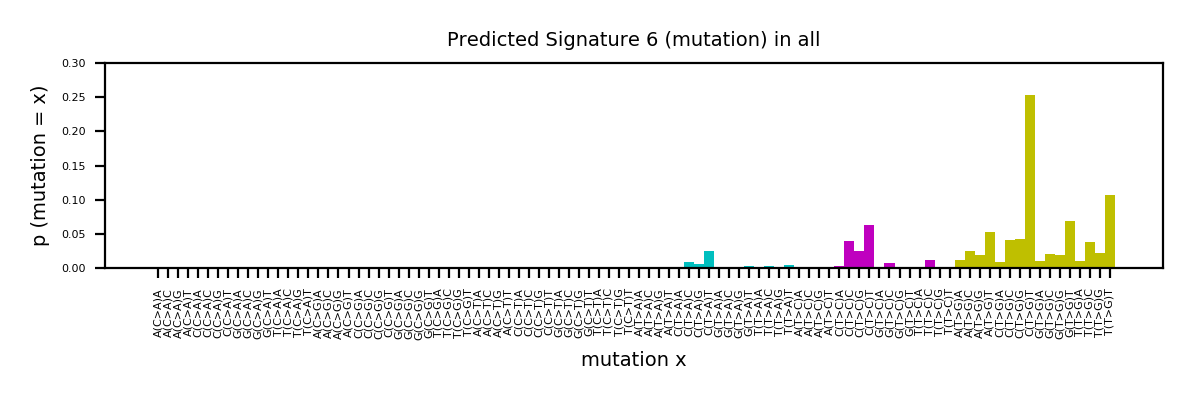 Predicted Signature 6 (mutation) in all
p (mutation = x)
0.30
0.25
0.20
0.15
0.10
0.05
0.00
A(C>A)A A(C>A)C A(C>A)G A(C>A)T C(C>A)A C(C>A)C C(C>A)G C(C>A)T G(C>A)A G(C>A)C G(C>A)G G(C>A)T T(C>A)A T(C>A)C T(C>A)G T(C>A)T A(C>G)A A(C>G)C A(C>G)G A(C>G)T C(C>G)A C(C>G)C C(C>G)G C(C>G)T G(C>G)A G(C>G)C G(C>G)G G(C>G)T T(C>G)A T(C>G)C T(C>G)G T(C>G)T A(C>T)A A(C>T)C A(C>T)G A(C>T)T C(C>T)A C(C>T)C C(C>T)G C(C>T)T G(C>T)A G(C>T)C G(C>T)G G(C>T)T T(C>T)A T(C>T)C T(C>T)G T(C>T)T A(T>A)A A(T>A)C A(T>A)G A(T>A)T C(T>A)A C(T>A)C C(T>A)G C(T>A)T G(T>A)A G(T>A)C G(T>A)G G(T>A)T T(T>A)A T(T>A)C T(T>A)G T(T>A)T A(T>C)A A(T>C)C A(T>C)G A(T>C)T C(T>C)A C(T>C)C C(T>C)G C(T>C)T G(T>C)A G(T>C)C G(T>C)G G(T>C)T T(T>C)A T(T>C)C T(T>C)G T(T>C)T A(T>G)A A(T>G)C A(T>G)G A(T>G)T C(T>G)A C(T>G)C C(T>G)G C(T>G)T G(T>G)A G(T>G)C G(T>G)G G(T>G)T T(T>G)A T(T>G)C T(T>G)G T(T>G)T
mutation x